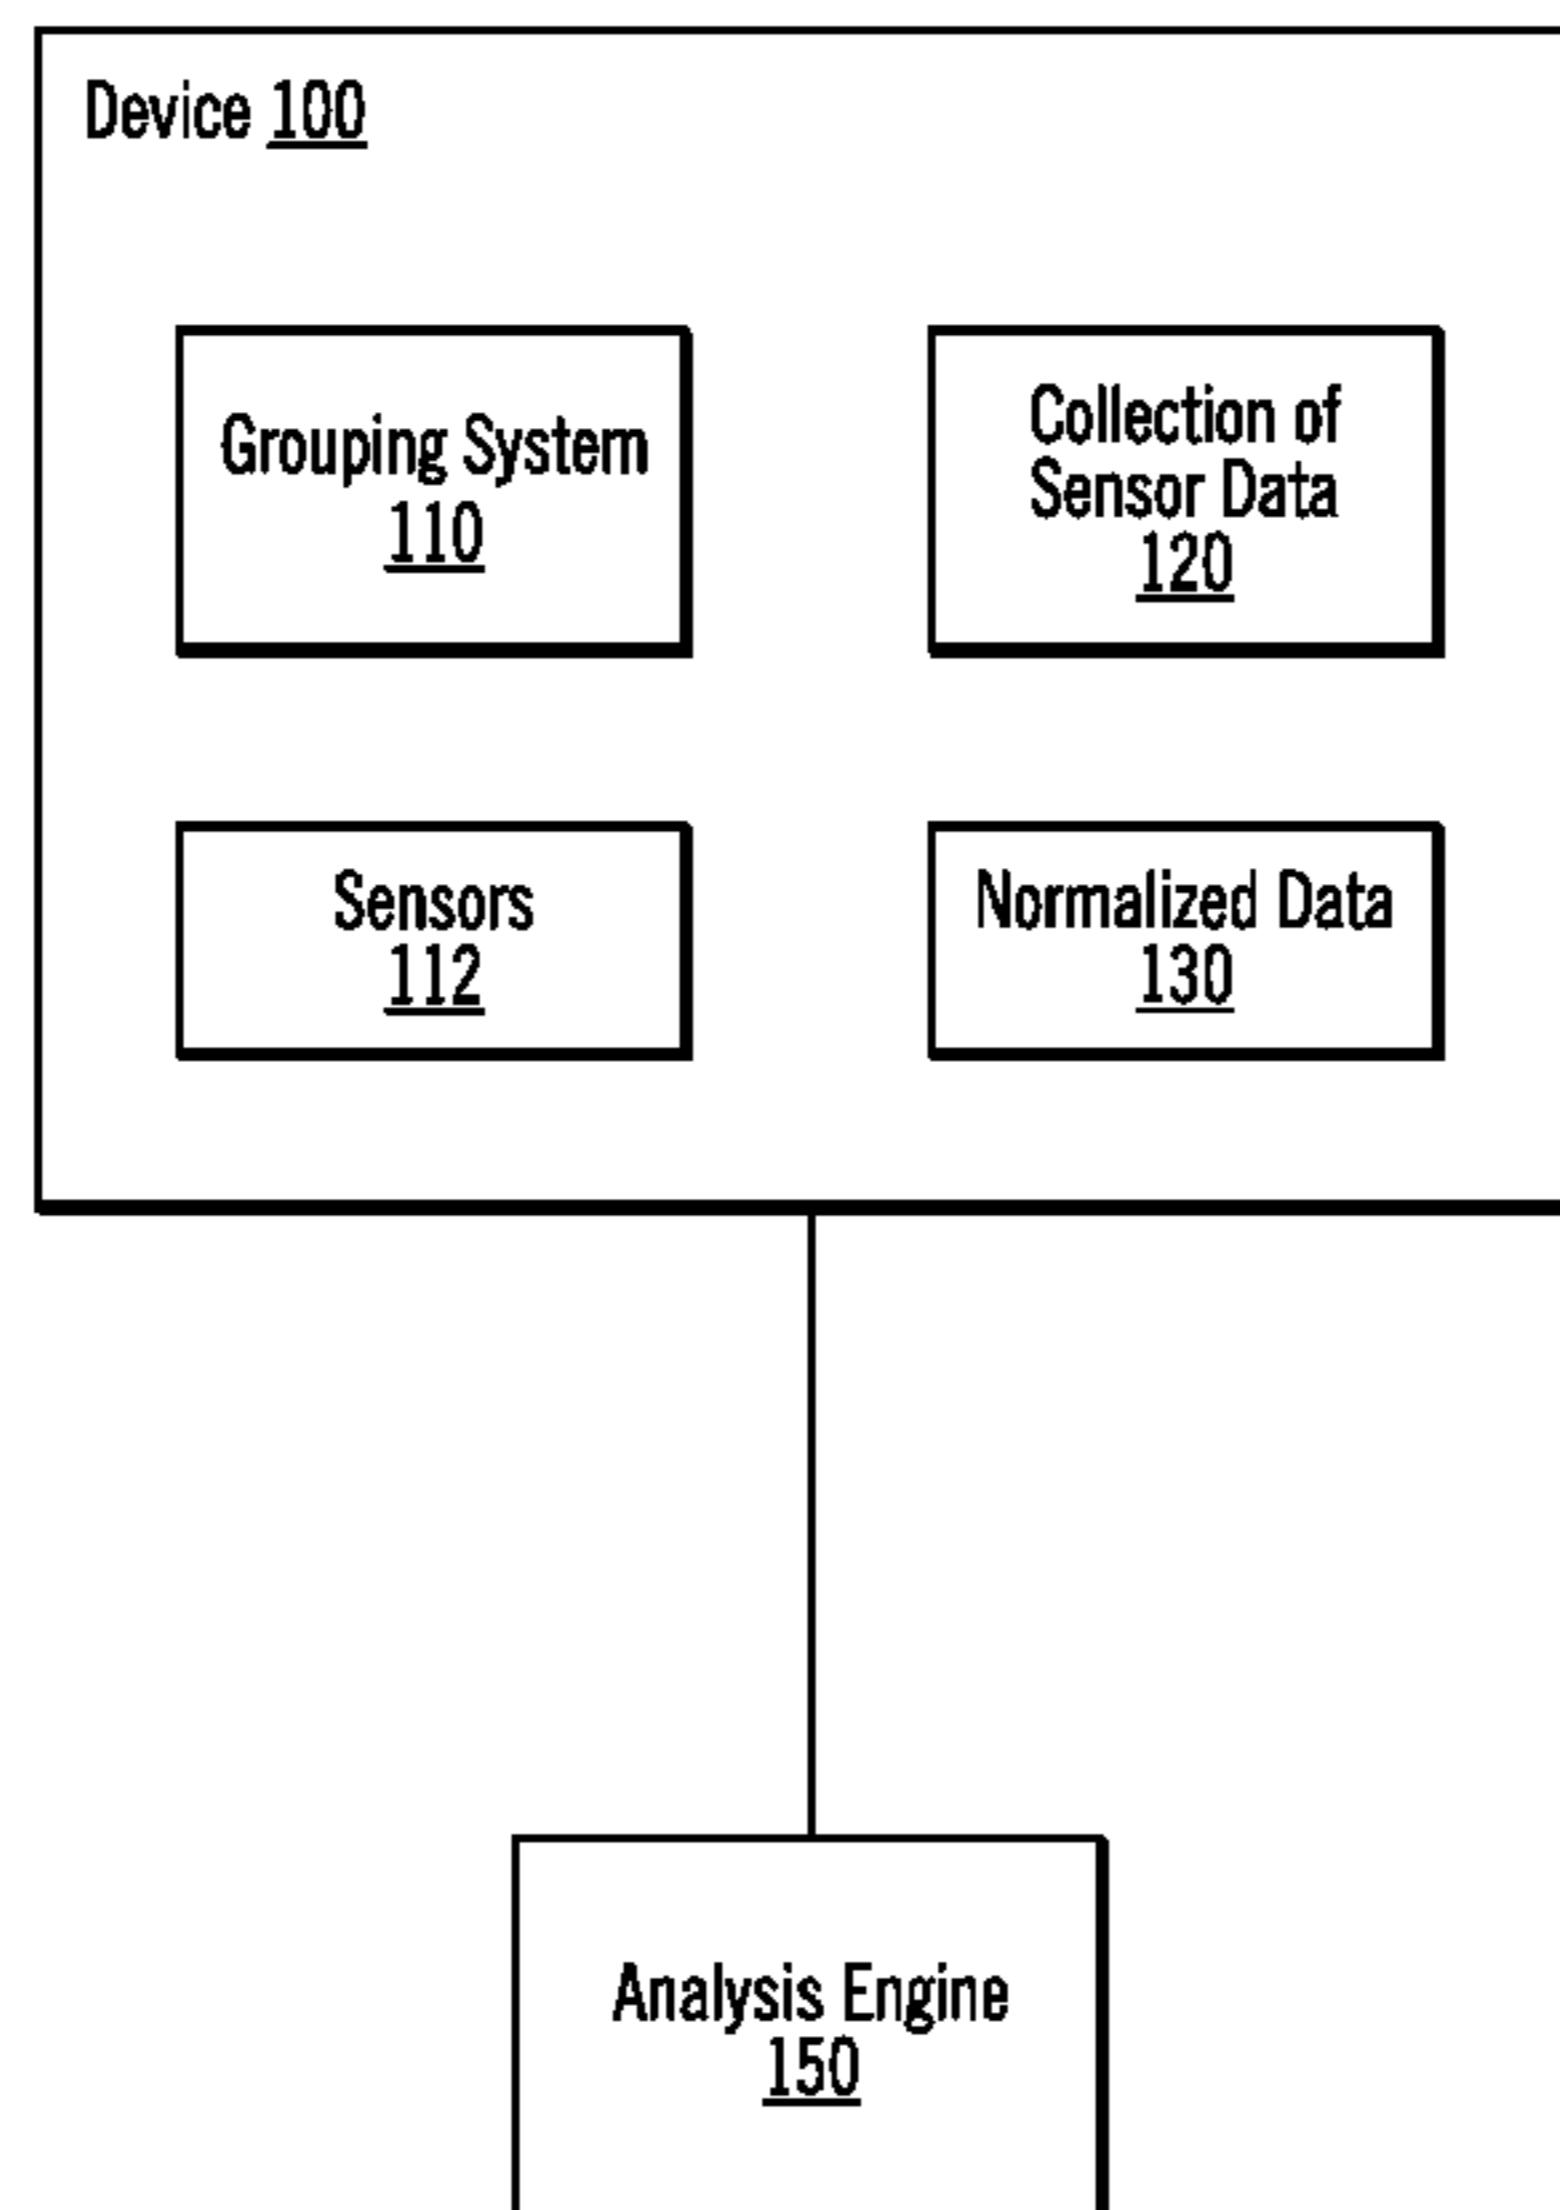 Device 100
Grouping System
110
Collection of
Sensor Data
120
Sensors
112
Normalized Data
130
Analysis Engine
150